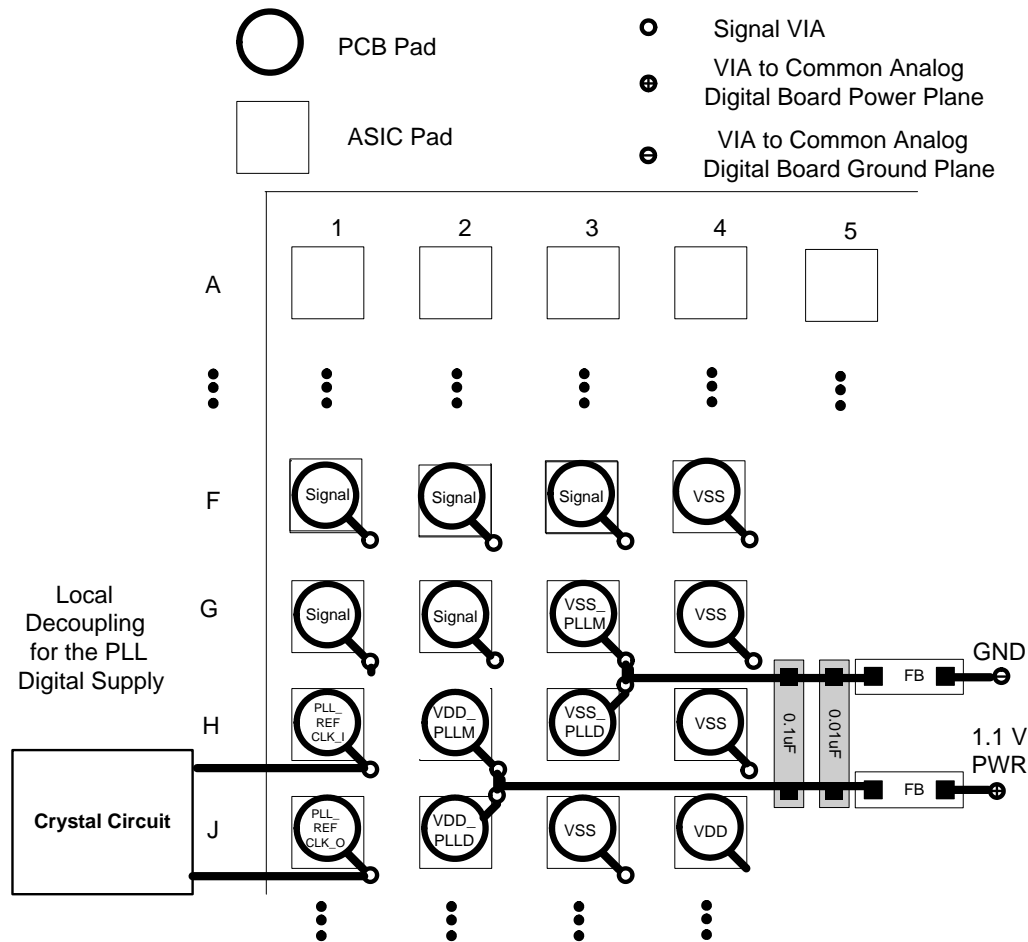 PCB Pad
Signal VIA
VIA to Common Analog
Digital Board Power Plane
ASIC Pad
VIA to Common Analog
Digital Board Ground Plane
1 2 3 4 5
A
F
Signal Signal Signal VSS
Local
Decoupling
for the PLL
Digital Supply
G
Signal Signal VSS_
PLLM VSS
GND
FB
H
PLL_
REF
CLK_I
VDD_
PLLM
VSS_
PLLD
VSS
0.1uF
0.01uF
1.1 V
PWR
FB
Crystal Circuit
J
PLL_
REF
CLK_O
VDD_
PLLD
VSS
VDD